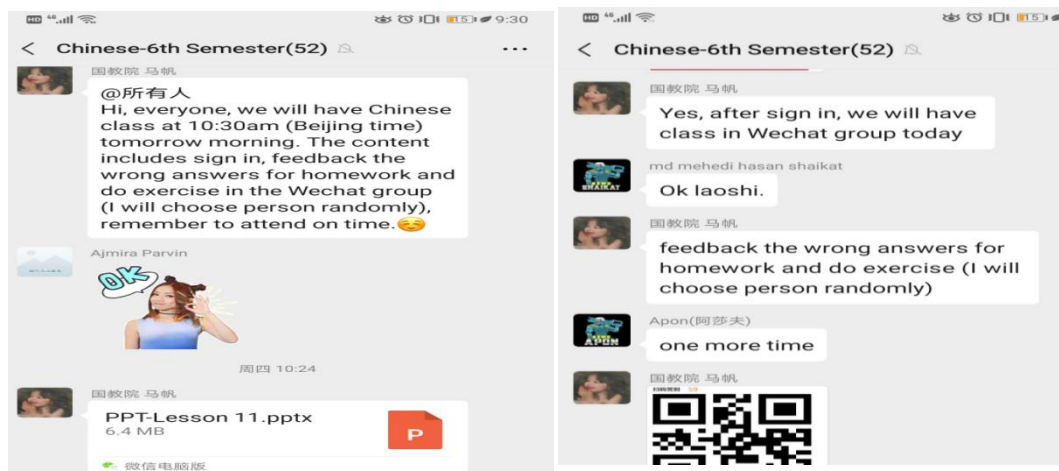 HD 46 15 9:30
< Chinese-6th Semester(52) ...
国教院 马帆
@所有人
Hi, everyone, we will have Chinese
class at 10:30am (Beijing time)
tomorrow morning. The content
includes sign in, feedback the
wrong answers for homework and
do exercise in the Wechat group
(I will choose person randomly),
remember to attend on time.
Ajmira Parvin
OK
周四 10:24
国教院 马帆
PPT-Lesson 11.pptx
6.4 MB
P
微信电脑版
HD 46 15
< Chinese-6th Semester(52)
国教院 马帆
Yes, after sign in, we will have
class in Wechat group today
md mehedi hasan shaikat
SHAIKAT
Ok laoshi.
国教院 马帆
feedback the wrong answers for
homework and do exercise (I will
choose person randomly)
Apon(阿莎夫)
APON
one more time
国教院 马帆